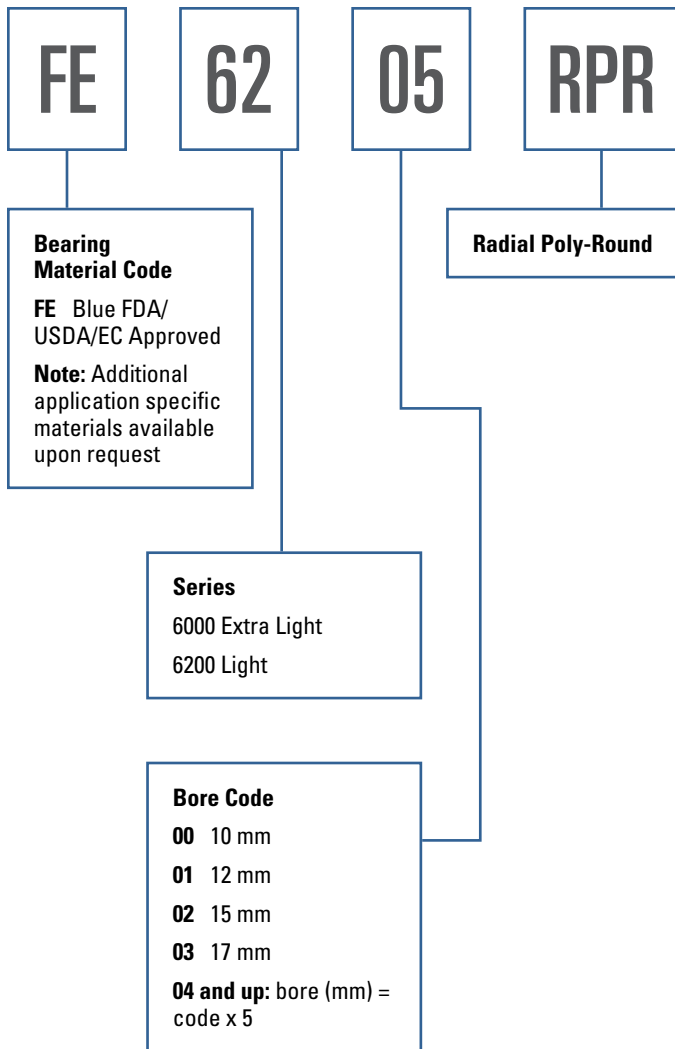 FE 62 05 RPR
Bearing
Material Code
FE Blue FDA/
USDA/EC Approved
Note: Additional
application specific
materials available
upon request
Radial Poly-Round
Series
6000 Extra Light
6200 Light
Bore Code
00 10 mm
01 12 mm
02 15 mm
03 17 mm
04 and up: bore (mm) =
code x 5